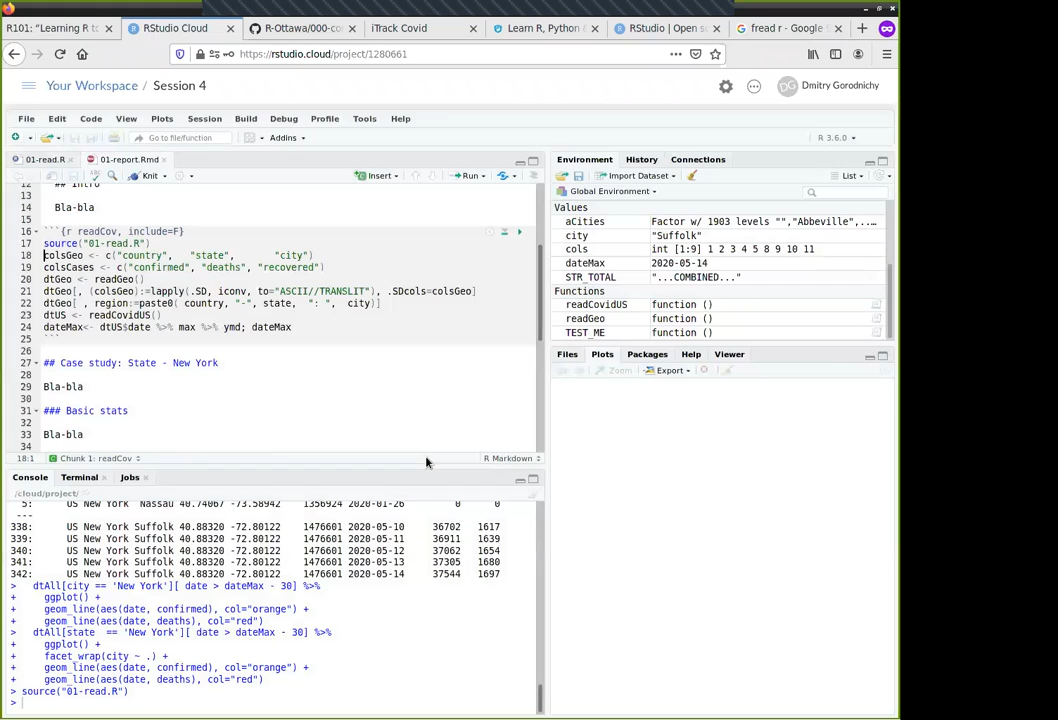 R101: "Learning R t
RStudio Cloud
R-Ottawa/000-co
iTrack Covid
Learn R, Python &
RStudio | Open so
fread r - Google
https://rstudio.cloud/project/1280661
Your Workspace / Session 4
DG Dmitry Gorodnichy
File Edit Code View Plots Session Build Debug Profile Tools Help
Go to file/function Addins R 3.6.0
01-read.R 01-report.Rmd
Knit Insert Run
12 ## Intro
13
14 Bla-bla
15
16 ```{r readCov, include=F}
17 source("01-read.R")
18 colsGeo <- c("country", "state", "city")
19 colsCases <- c("confirmed", "deaths", "recovered")
20 dtGeo <- readGeo()
21 dtGeo[, (colsGeo):=lapply(.SD, iconv, to="ASCII//TRANSLIT"), .SDcols=colsGeo]
22 dtGeo[ , region:=paste0( country, "-", state, ": ", city)]
23 dtUS <- readCovidUS()
24 dateMax<- dtUS$date %>% max %>% ymd; dateMax
25 ```
26
27 ## Case study: State - New York
28
29 Bla-bla
30
31 ### Basic stats
32
33 Bla-bla
34
18:1 Chunk 1: readCov R Markdown
Console Terminal Jobs
/cloud/project/
5: US New York Nassau 40.74067 -73.58942 1356924 2020-01-26 0 0
---
338: US New York Suffolk 40.88320 -72.80122 1476601 2020-05-10 36702 1617
339: US New York Suffolk 40.88320 -72.80122 1476601 2020-05-11 36911 1639
340: US New York Suffolk 40.88320 -72.80122 1476601 2020-05-12 37062 1654
341: US New York Suffolk 40.88320 -72.80122 1476601 2020-05-13 37305 1680
342: US New York Suffolk 40.88320 -72.80122 1476601 2020-05-14 37544 1697
> dtAll[city == 'New York'][ date > dateMax - 30] %>%
+ ggplot() +
+ geom_line(aes(date, confirmed), col="orange") +
+ geom_line(aes(date, deaths), col="red")
> dtAll[state == 'New York'][ date > dateMax - 30] %>%
+ ggplot() +
+ facet_wrap(city ~ .) +
+ geom_line(aes(date, confirmed), col="orange") +
+ geom_line(aes(date, deaths), col="red")
> source("01-read.R")
>
Environment History Connections
Import Dataset List
Global Environment
Values
aCities Factor w/ 1903 levels "","Abbeville",..…
city "Suffolk"
cols int [1:9] 1 2 3 4 5 8 9 10 11
dateMax 2020-05-14
STR_TOTAL "...COMBINED..."
Functions
readCovidUS function ()
readGeo function ()
TEST_ME function ()
Files Plots Packages Help Viewer
Zoom Export